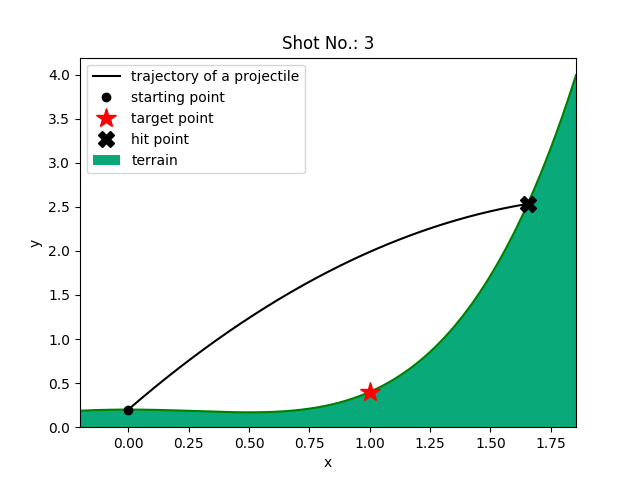 Shot No.: 3
trajectory of a projectile
starting point
target point
hit point
terrain
y
4.0
3.5
3.0
2.5
2.0
1.5
1.0
0.5
0.0
0.00 0.25 0.50 0.75 1.00 1.25 1.50 1.75
x